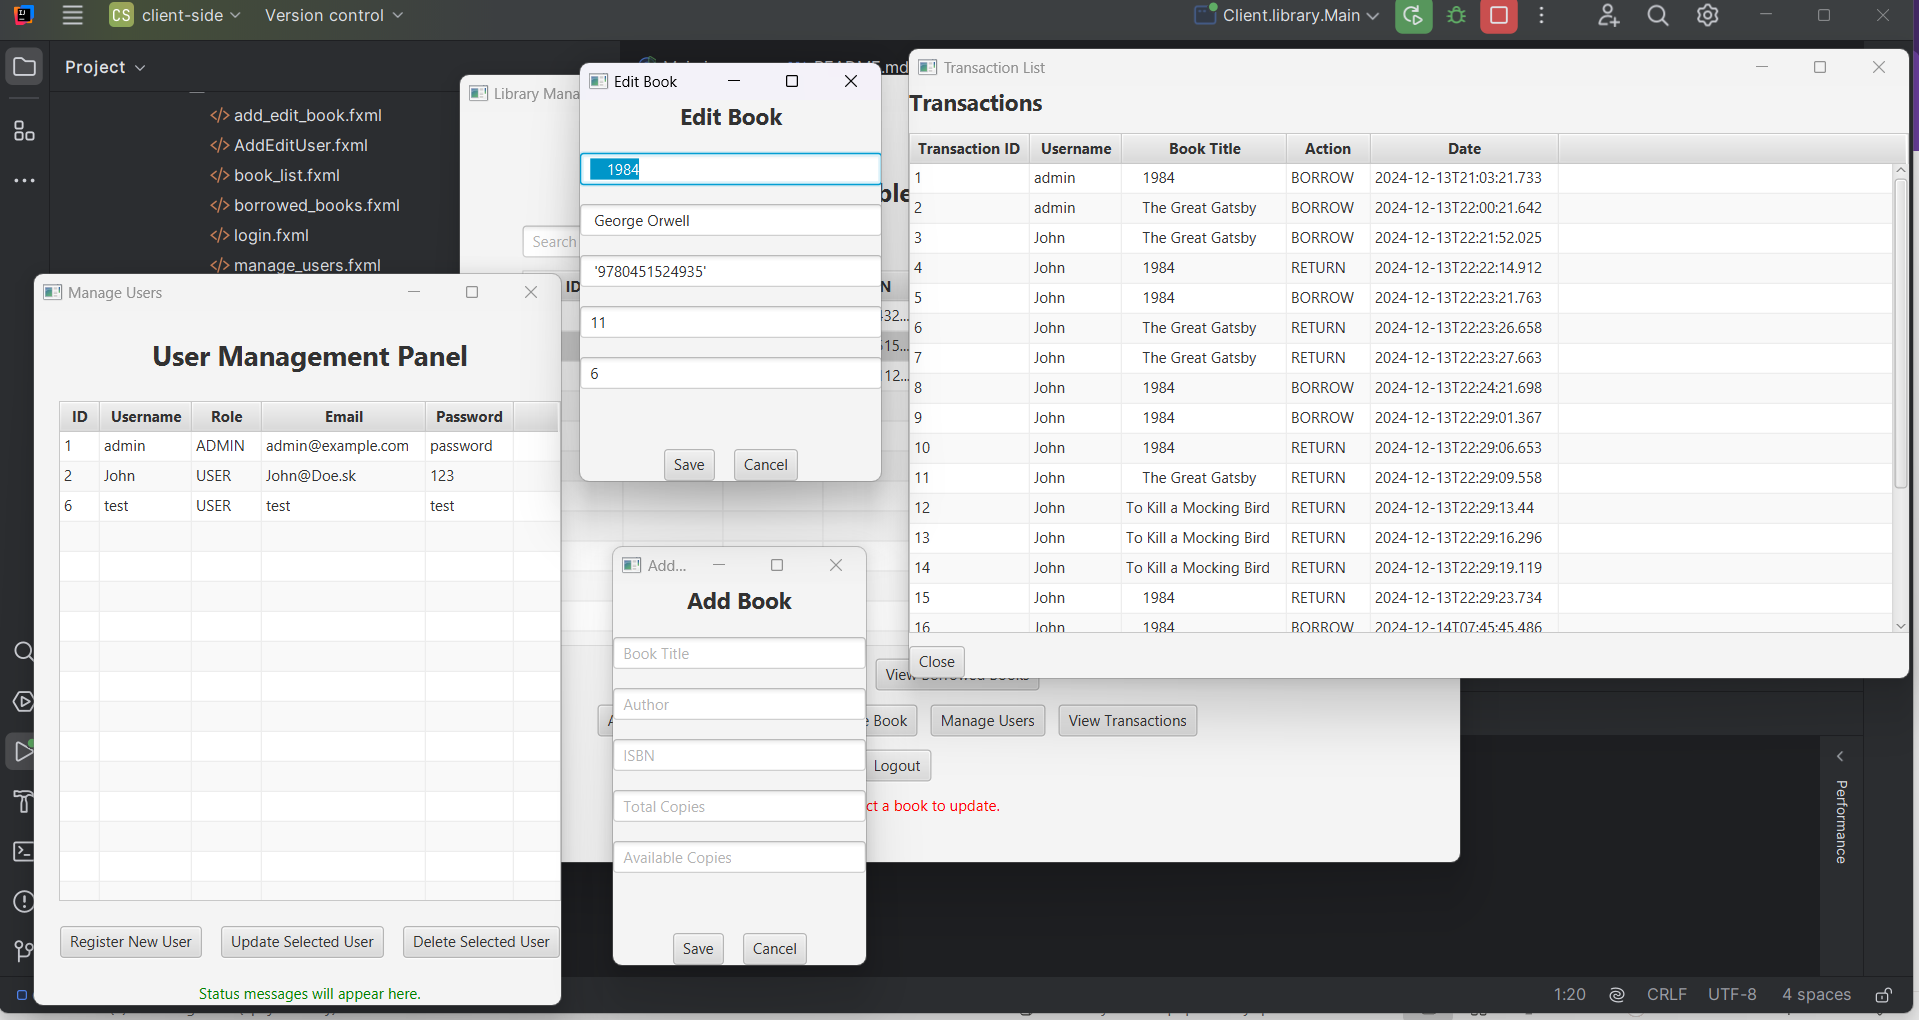 CS client-side Version control Client.library.Main
Project
README.md
add_edit_book.fxml
AddEditUser.fxml
book_list.fxml
borrowed_books.fxml
login.fxml
manage_users.fxml
Library Mana
Search
ID
Edit Book
Edit Book
1984
George Orwell
'9780451524935'
11
6
Save Cancel
Transaction List
Transactions
Transaction ID Username Book Title Action Date
1 admin 1984 BORROW 2024-12-13T21:03:21.733
2 admin The Great Gatsby BORROW 2024-12-13T22:00:21.642
3 John The Great Gatsby BORROW 2024-12-13T22:21:52.025
4 John 1984 RETURN 2024-12-13T22:22:14.912
5 John 1984 BORROW 2024-12-13T22:23:21.763
6 John The Great Gatsby RETURN 2024-12-13T22:23:26.658
7 John The Great Gatsby RETURN 2024-12-13T22:23:27.663
8 John 1984 BORROW 2024-12-13T22:24:21.698
9 John 1984 BORROW 2024-12-13T22:29:01.367
10 John 1984 RETURN 2024-12-13T22:29:06.653
11 John The Great Gatsby RETURN 2024-12-13T22:29:09.558
12 John To Kill a Mocking Bird RETURN 2024-12-13T22:29:13.44
13 John To Kill a Mocking Bird RETURN 2024-12-13T22:29:16.296
14 John To Kill a Mocking Bird RETURN 2024-12-13T22:29:19.119
15 John 1984 RETURN 2024-12-13T22:29:23.734
16 John 1984 BORROW 2024-12-14T07:45:45.486
Close
Manage Users
User Management Panel
ID Username Role Email Password
1 admin ADMIN admin@example.com password
2 John USER John@Doe.sk 123
6 test USER test test
Register New User Update Selected User Delete Selected User
Status messages will appear here.
Add...
Add Book
Book Title
Author
ISBN
Total Copies
Available Copies
Save Cancel
View Borrowed Books
Book Manage Users View Transactions
Logout
ct a book to update.
Performance
1:20 CRLF UTF-8 4 spaces